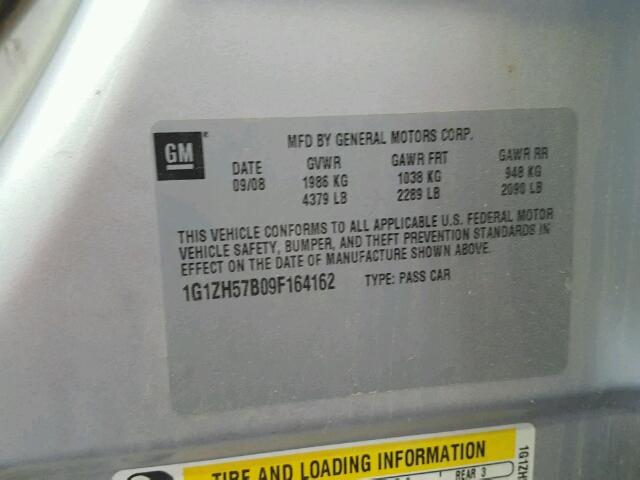 GM
MFD BY GENERAL MOTORS CORP.
DATE GVWR GAWR FRT GAWR RR
09/08 1986 KG 1038 KG 948 KG
4379 LB 2289 LB 2090 LB
THIS VEHICLE CONFORMS TO ALL APPLICABLE U.S. FEDERAL MOTOR
VEHICLE SAFETY, BUMPER, AND THEFT PREVENTION STANDARDS IN
EFFECT ON THE DATE OF MANUFACTURE SHOWN ABOVE.
1G1ZH57B09F164162 TYPE: PASS CAR
TIRE AND LOADING INFORMATION
REAR 3
1G1ZH